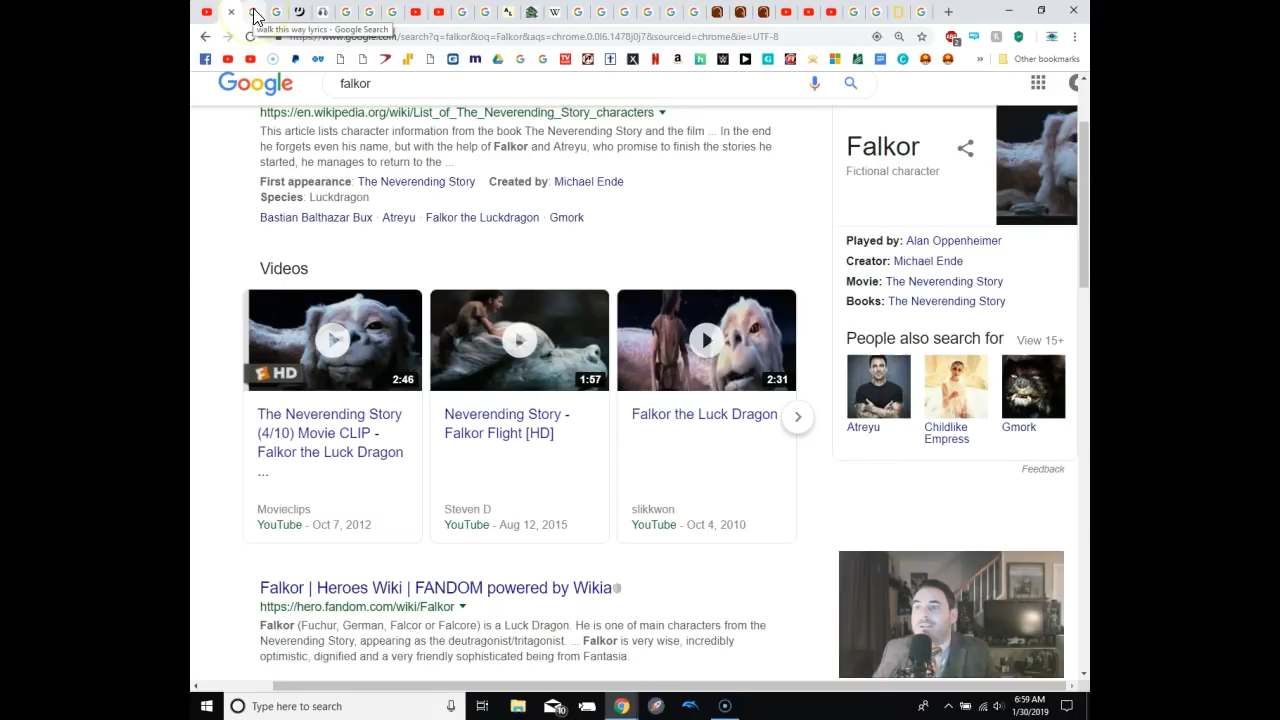 walk this way lyrics - Google Search
https://www.google.com/search?q=falkor&oq=falkor&aqs=chrome.0.0l6.1478j0j7&sourceid=chrome&ie=UTF-8
Other bookmarks
Google
falkor
https://en.wikipedia.org/wiki/List_of_The_Neverending_Story_characters
This article lists character information from the book The Neverending Story and the film ... In the end
he forgets even his name, but with the help of Falkor and Atreyu, who promise to finish the stories he
started, he manages to return to the ...
First appearance: The Neverending Story Created by: Michael Ende
Species: Luckdragon
Bastian Balthazar Bux · Atreyu · Falkor the Luckdragon · Gmork
Videos
HD
2:46
1:57
2:31
The Neverending Story
(4/10) Movie CLIP -
Falkor the Luck Dragon
...
Movieclips
YouTube - Oct 7, 2012
Neverending Story -
Falkor Flight [HD]
Steven D
YouTube - Aug 12, 2015
Falkor the Luck Dragon
slikkwon
YouTube - Oct 4, 2010
Falkor | Heroes Wiki | FANDOM powered by Wikia
https://hero.fandom.com/wiki/Falkor
Falkor (Fuchur, German, Falcor or Falcore) is a Luck Dragon. He is one of main characters from the
Neverending Story, appearing as the deutragonist/tritagonist. ... Falkor is very wise, incredibly
optimistic, dignified and a very friendly sophisticated being from Fantasia.
Falkor
Fictional character
Played by: Alan Oppenheimer
Creator: Michael Ende
Movie: The Neverending Story
Books: The Neverending Story
People also search for
View 15+
Atreyu
Childlike
Empress
Gmork
Feedback
Type here to search
6:59 AM
1/30/2019